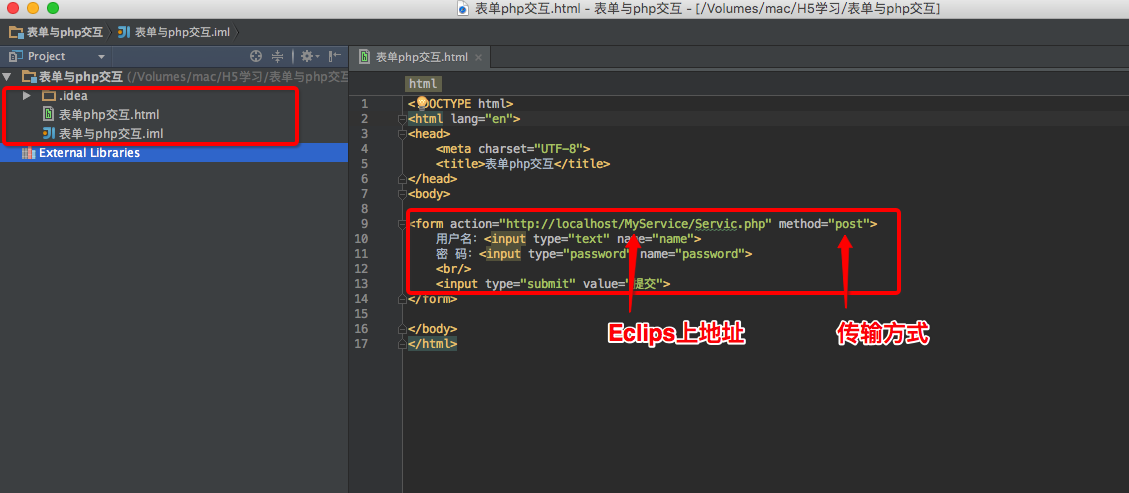 表单php交互.html - 表单与php交互 - [/Volumes/mac/H5学习/表单与php交互]
表单与php交互 表单与php交互.iml
Project
表单php交互.html
表单与php交互 (/Volumes/mac/H5学习/表单与php交互
.idea
表单php交互.html
表单与php交互.iml
External Libraries
html
1 <!DOCTYPE html>
2 <html lang="en">
3 <head>
4 <meta charset="UTF-8">
5 <title>表单php交互</title>
6 </head>
7 <body>
8
9 <form action="http://localhost/MyService/Servic.php" method="post">
10 用户名: <input type="text" name="name">
11 密 码: <input type="password" name="password">
12 <br/>
13 <input type="submit" value="提交">
14 </form>
15
16 </body>
17 </html>
Eclips上地址 传输方式